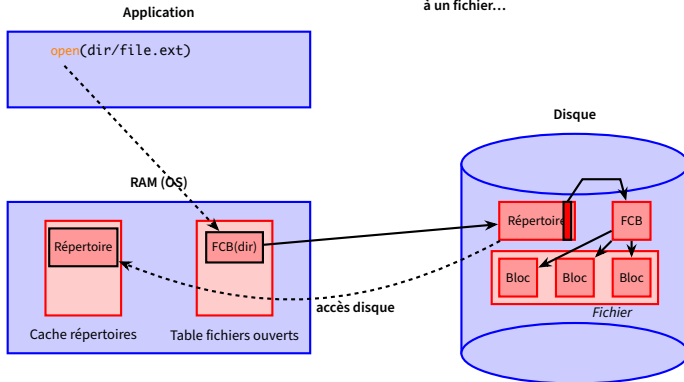 à un fichier...
Application
open(dir/file.ext)
Disque
RAM (OS)
Répertoire
FCB(dir)
Répertoire
FCB
Bloc
Bloc
Bloc
Fichier
accès disque
Cache répertoires
Table fichiers ouverts